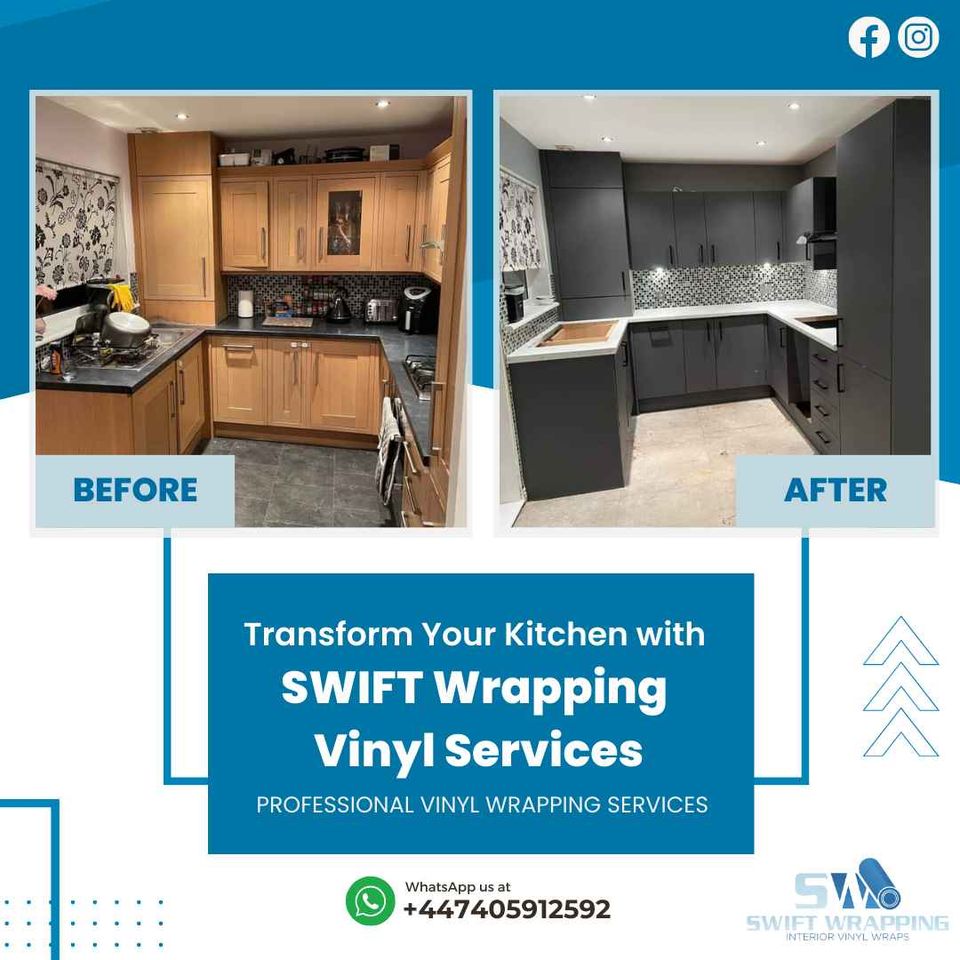 BEFORE
AFTER
Transform Your Kitchen with
SWIFT Wrapping
Vinyl Services
PROFESSIONAL VINYL WRAPPING SERVICES
WhatsApp us at
+447405912592
SW
SWIFT WRAPPING
INTERIOR VINYL WRAPS